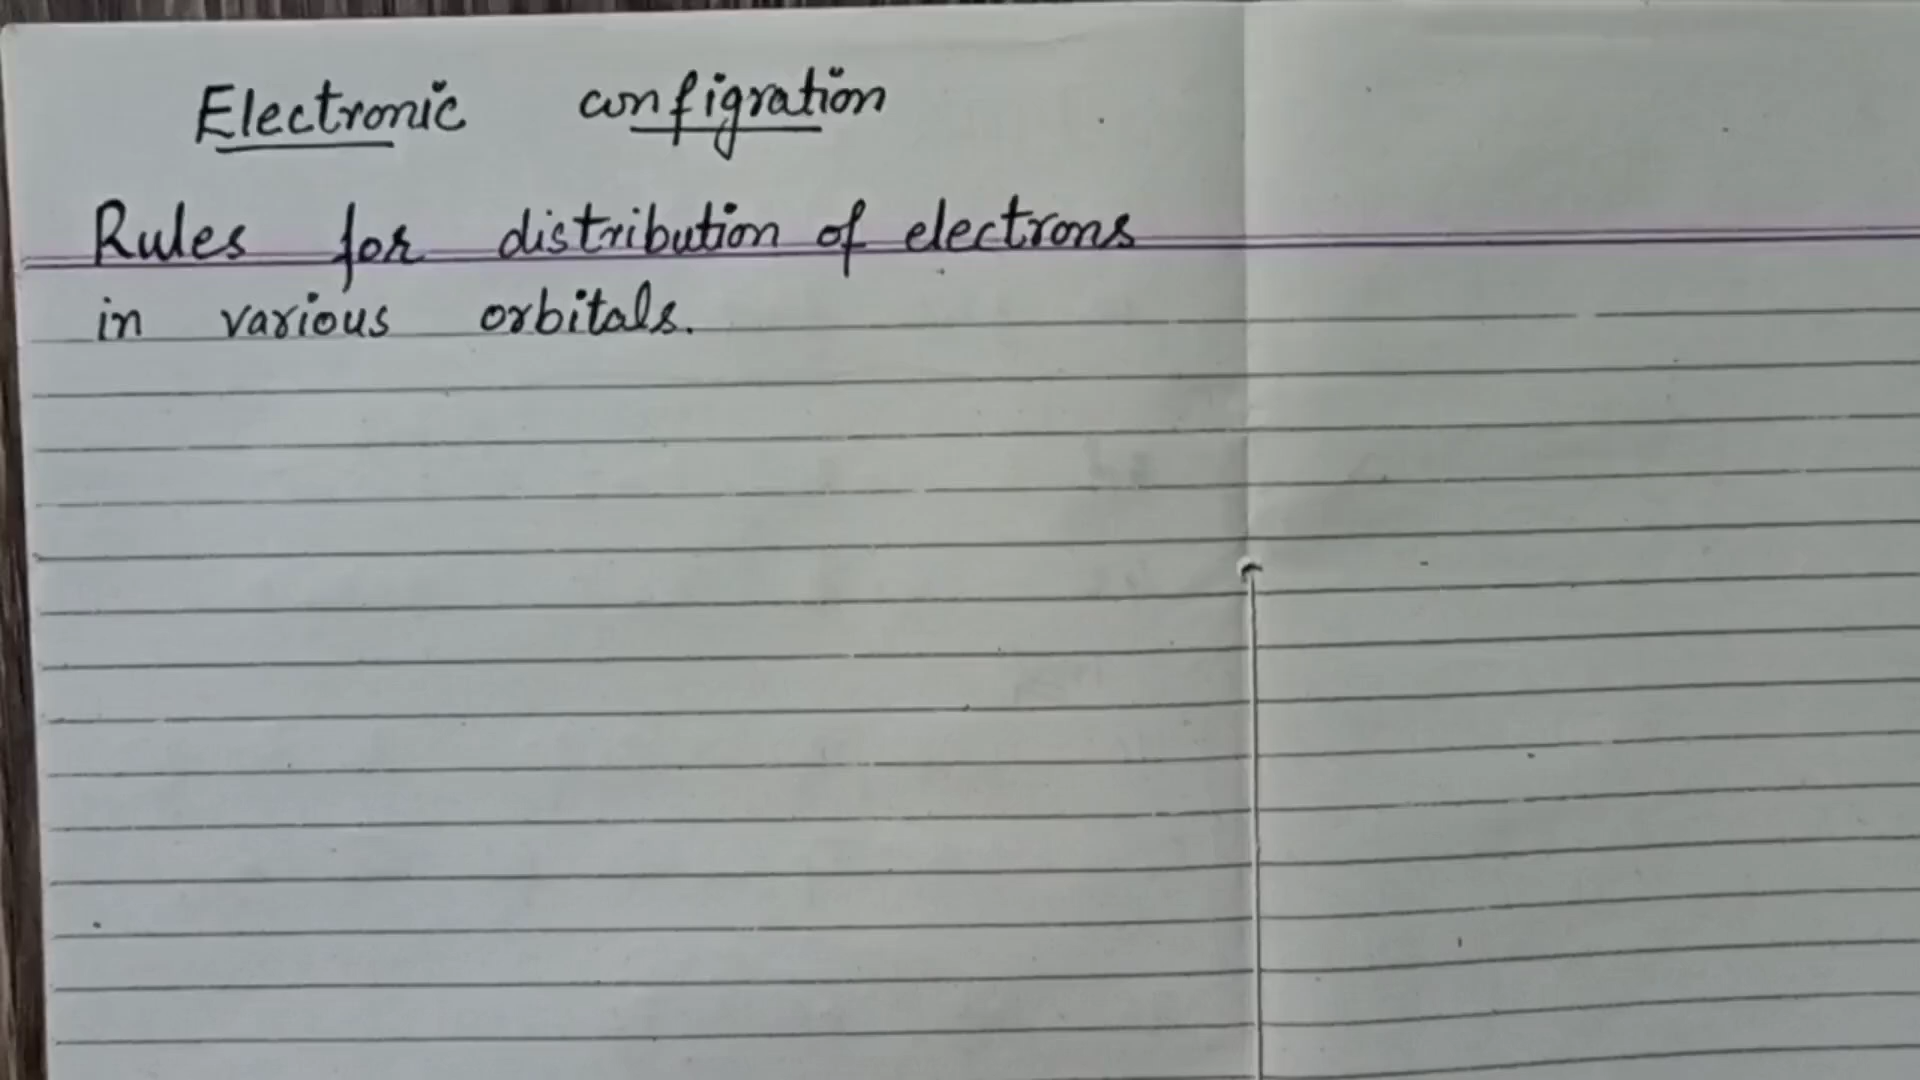 Electronic configration
Rules for distribution of electrons
in various orbitals.